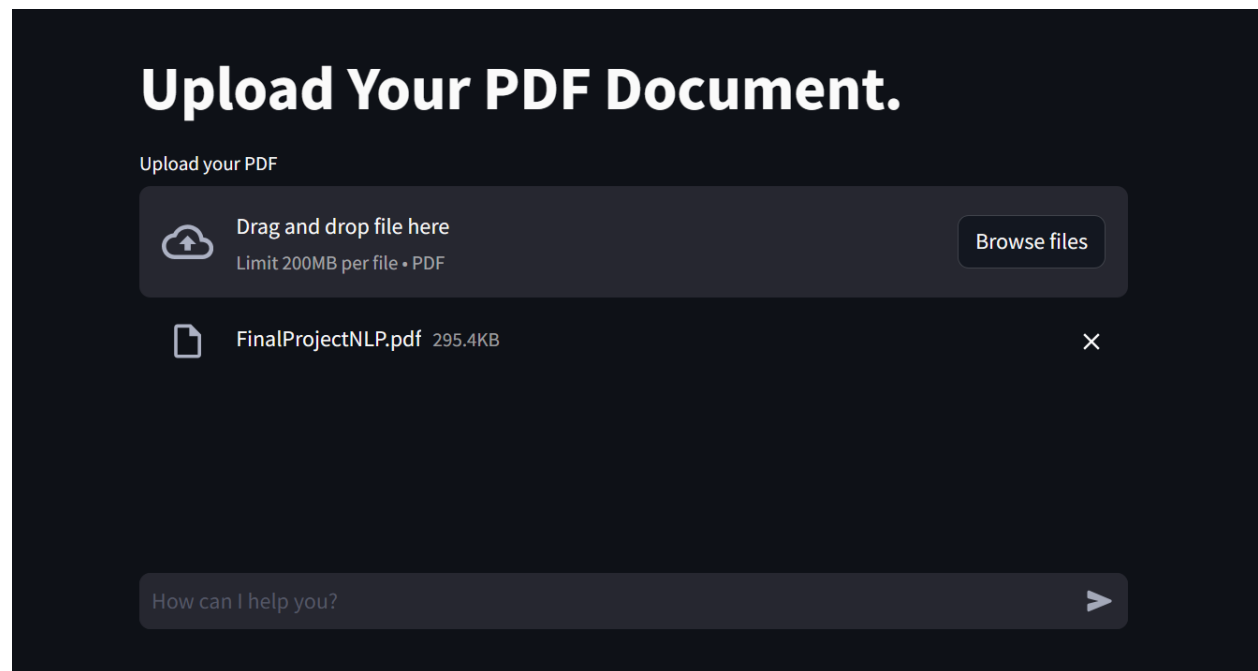 Upload Your PDF Document.
Upload your PDF
Drag and drop file here
Limit 200MB per file • PDF
Browse files
FinalProjectNLP.pdf 295.4KB
How can I help you?